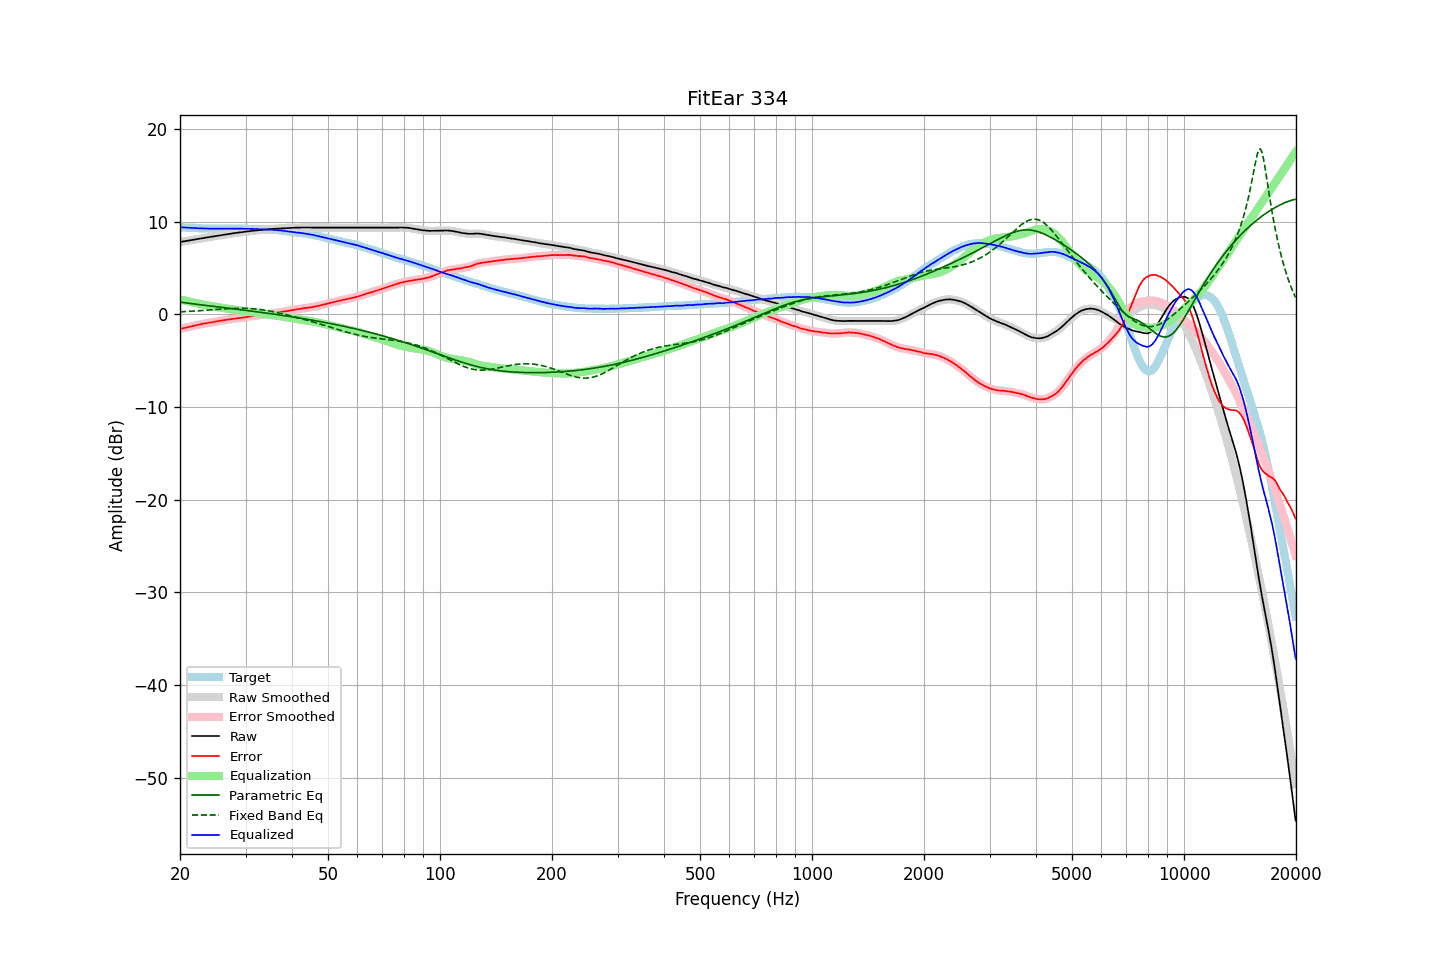 FitEar 334
20
10
0
−10
−20
−30
−40
−50
Amplitude (dBr)
Target
Raw Smoothed
Error Smoothed
Raw
Error
Equalization
Parametric Eq
Fixed Band Eq
Equalized
20 50 100 200 500 1000 2000 5000 10000 20000
Frequency (Hz)